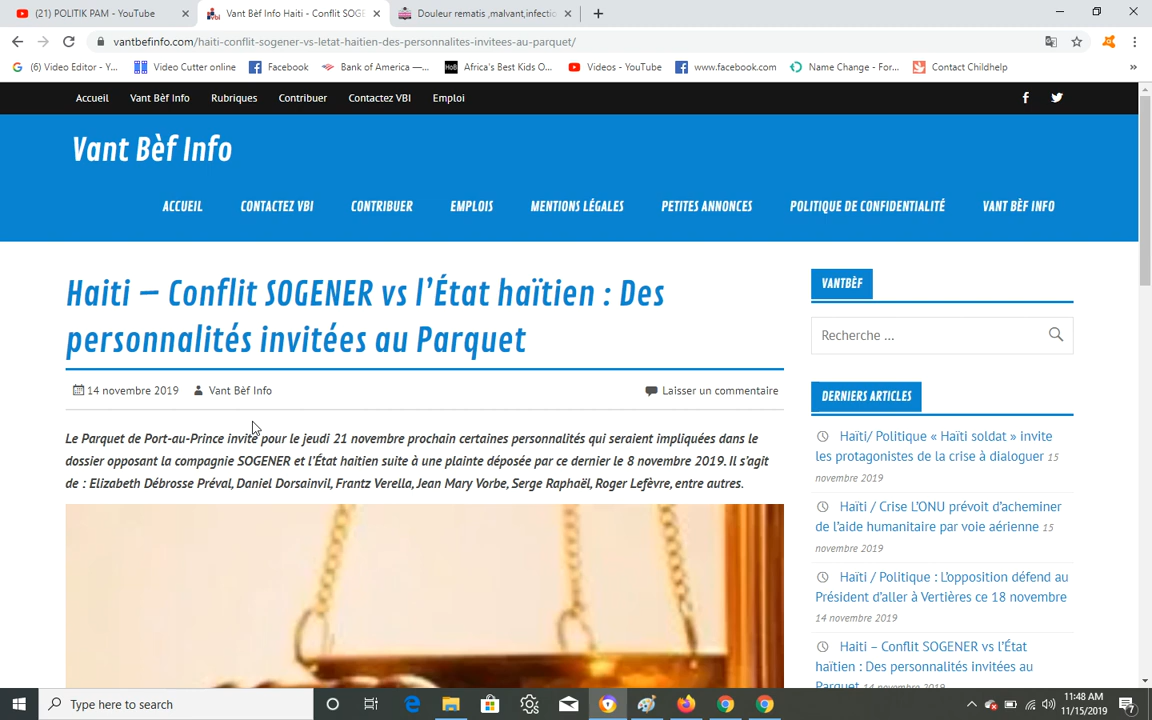 (21) POLITIK PAM - YouTube
Vant Bèf Info Haiti - Conflit SOGE
Douleur rematis ,malvant,infectio
vantbefinfo.com/haiti-conflit-sogener-vs-letat-haitien-des-personnalites-invitees-au-parquet/
(6) Video Editor - Y...
Video Cutter online
Facebook
Bank of America —...
Africa's Best Kids O...
Videos - YouTube
www.facebook.com
Name Change - For...
Contact Childhelp
»
Accueil
Vant Bèf Info
Rubriques
Contribuer
Contactez VBI
Emploi
Vant Bèf Info
ACCUEIL
CONTACTEZ VBI
CONTRIBUER
EMPLOIS
MENTIONS LÉGALES
PETITES ANNONCES
POLITIQUE DE CONFIDENTIALITÉ
VANT BÈF INFO
Haiti – Conflit SOGENER vs l'État haïtien : Des
personnalités invitées au Parquet
14 novembre 2019
Vant Bèf Info
Laisser un commentaire
Le Parquet de Port-au-Prince invite pour le jeudi 21 novembre prochain certaines personnalités qui seraient impliquées dans le
dossier opposant la compagnie SOGENER et l'État haitien suite à une plainte déposée par ce dernier le 8 novembre 2019. Il s'agit
de : Elizabeth Débrosse Préval, Daniel Dorsainvil, Frantz Verella, Jean Mary Vorbe, Serge Raphaël, Roger Lefèvre, entre autres.
VANTBÈF
Recherche …
DERNIERS ARTICLES
Haïti/ Politique « Haïti soldat » invite
les protagonistes de la crise à dialoguer 15
novembre 2019
Haïti / Crise L'ONU prévoit d'acheminer
de l'aide humanitaire par voie aérienne 15
novembre 2019
Haïti / Politique : L'opposition défend au
Président d'aller à Vertières ce 18 novembre
14 novembre 2019
Haiti – Conflit SOGENER vs l'État
haïtien : Des personnalités invitées au
Parquet 14 novembre 2019
Type here to search
11:48 AM
11/15/2019
7